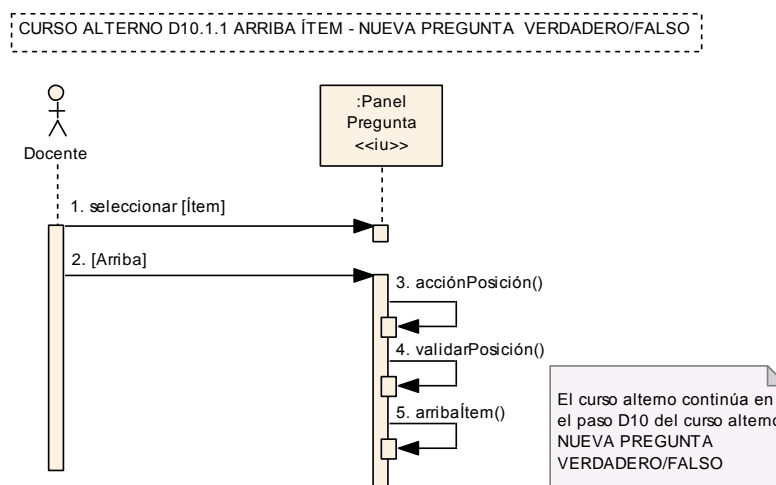 CURSO ALTERNO D10.1.1 ARRIBA ÍTEM - NUEVA PREGUNTA VERDADERO/FALSO
:Panel
Pregunta
<<iu>>
Docente
1. seleccionar [Ítem]
2. [Arriba]
3. acciónPosición()
4. validarPosición()
5. arribaÍtem()
El curso alterno continúa en
el paso D10 del curso alterno
NUEVA PREGUNTA
VERDADERO/FALSO